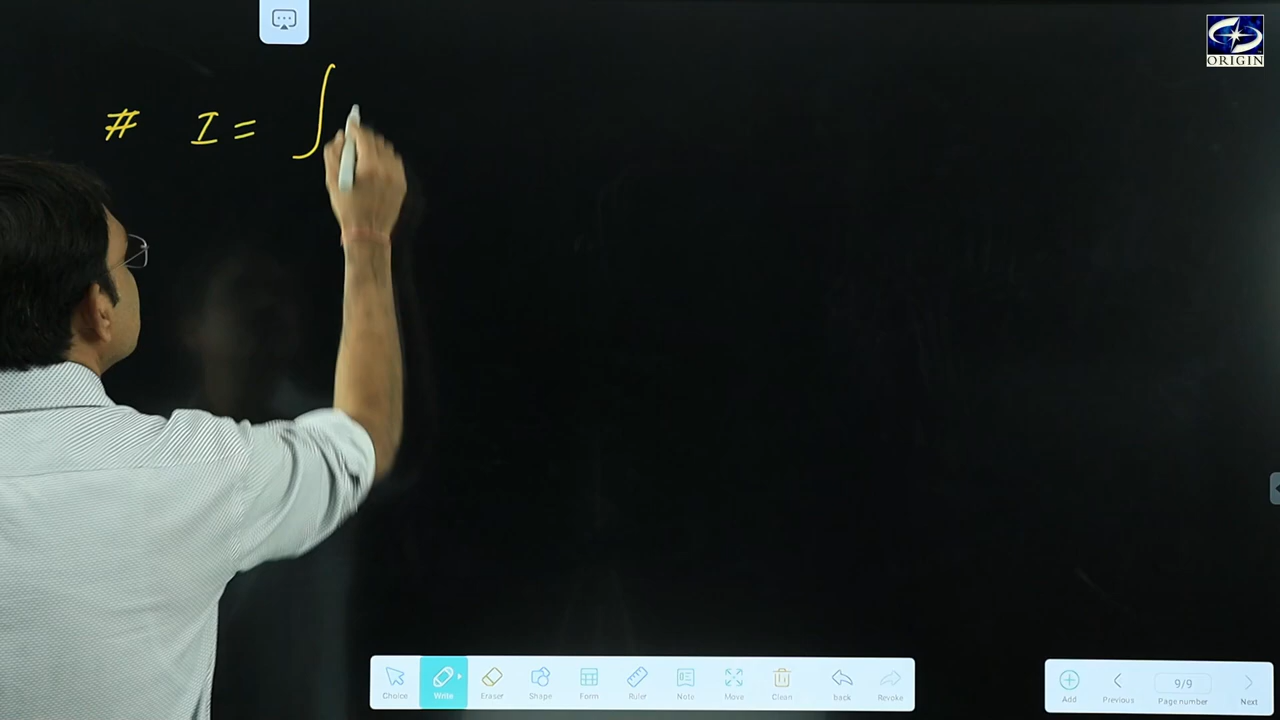 ORIGIN
# I = ∫
Choice Write Eraser Shape Form Ruler Note Move Clean back Revoke
Add Previous 9/9 Page number Next